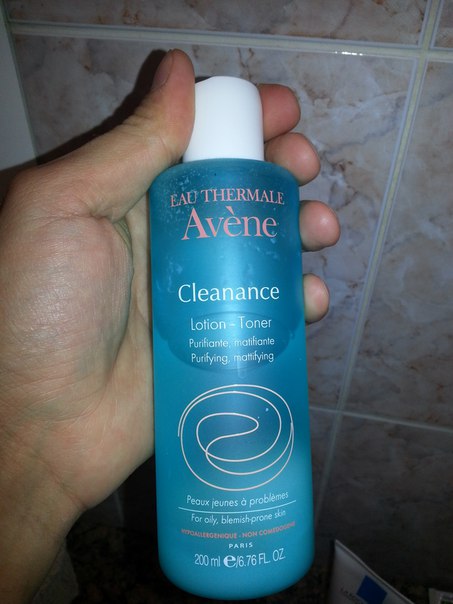 EAU THERMALE
Avène
Cleanance
Lotion - Toner
Purifiante, matifiante
Purifying, mattifying
Peaux jeunes à problèmes
For oily, blemish-prone skin
HYPOALLERGENIQUE - NON COMEDOGENE
PARIS
200 ml e/6.76 FL. OZ.